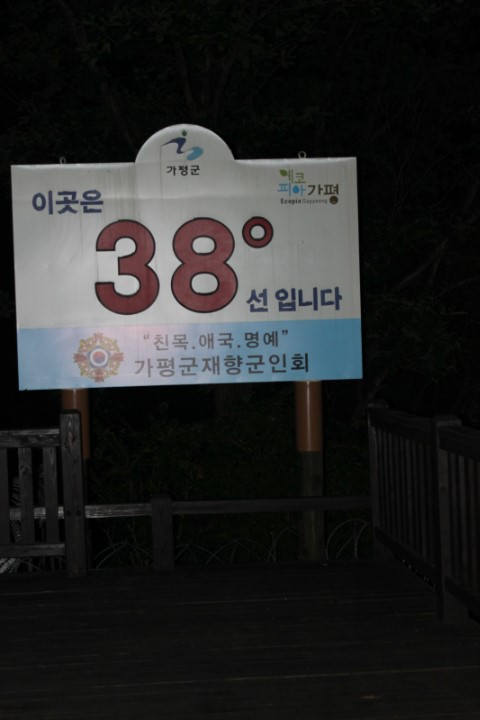 가평군
에코
피아가평
Ecopia Gapyeong
이곳은
38°
선 입니다
"친목.애국.명예"
가평군재향군인회